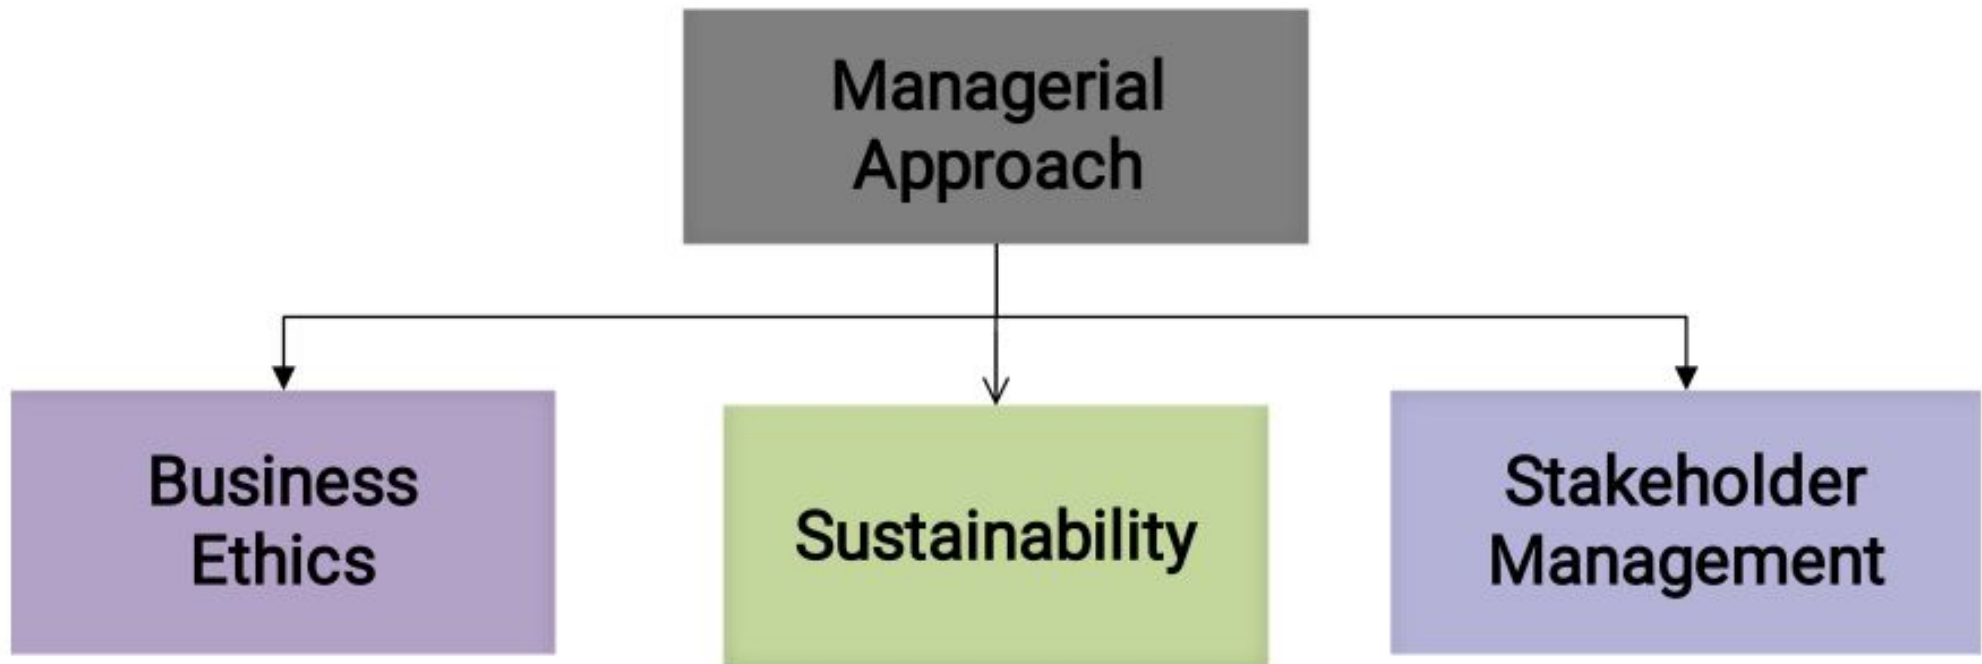 Managerial
Approach
Business
Ethics
Sustainability
Stakeholder
Management